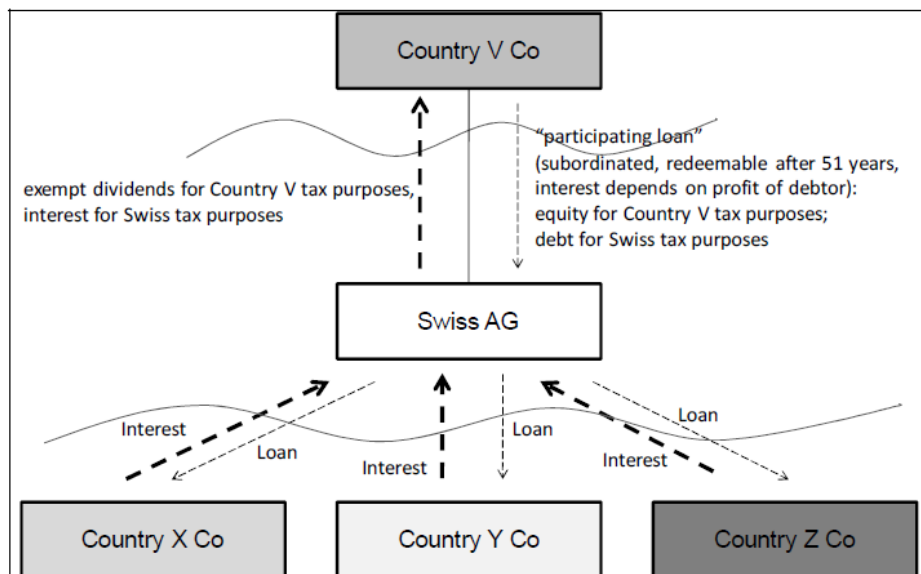 Country V Co
"participating loan"
(subordinated, redeemable after 51 years,
interest depends on profit of debtor):
equity for Country V tax purposes;
debt for Swiss tax purposes
exempt dividends for Country V tax purposes,
interest for Swiss tax purposes
Swiss AG
Interest
Loan
Interest
Loan
Interest
Loan
Country X Co
Country Y Co
Country Z Co